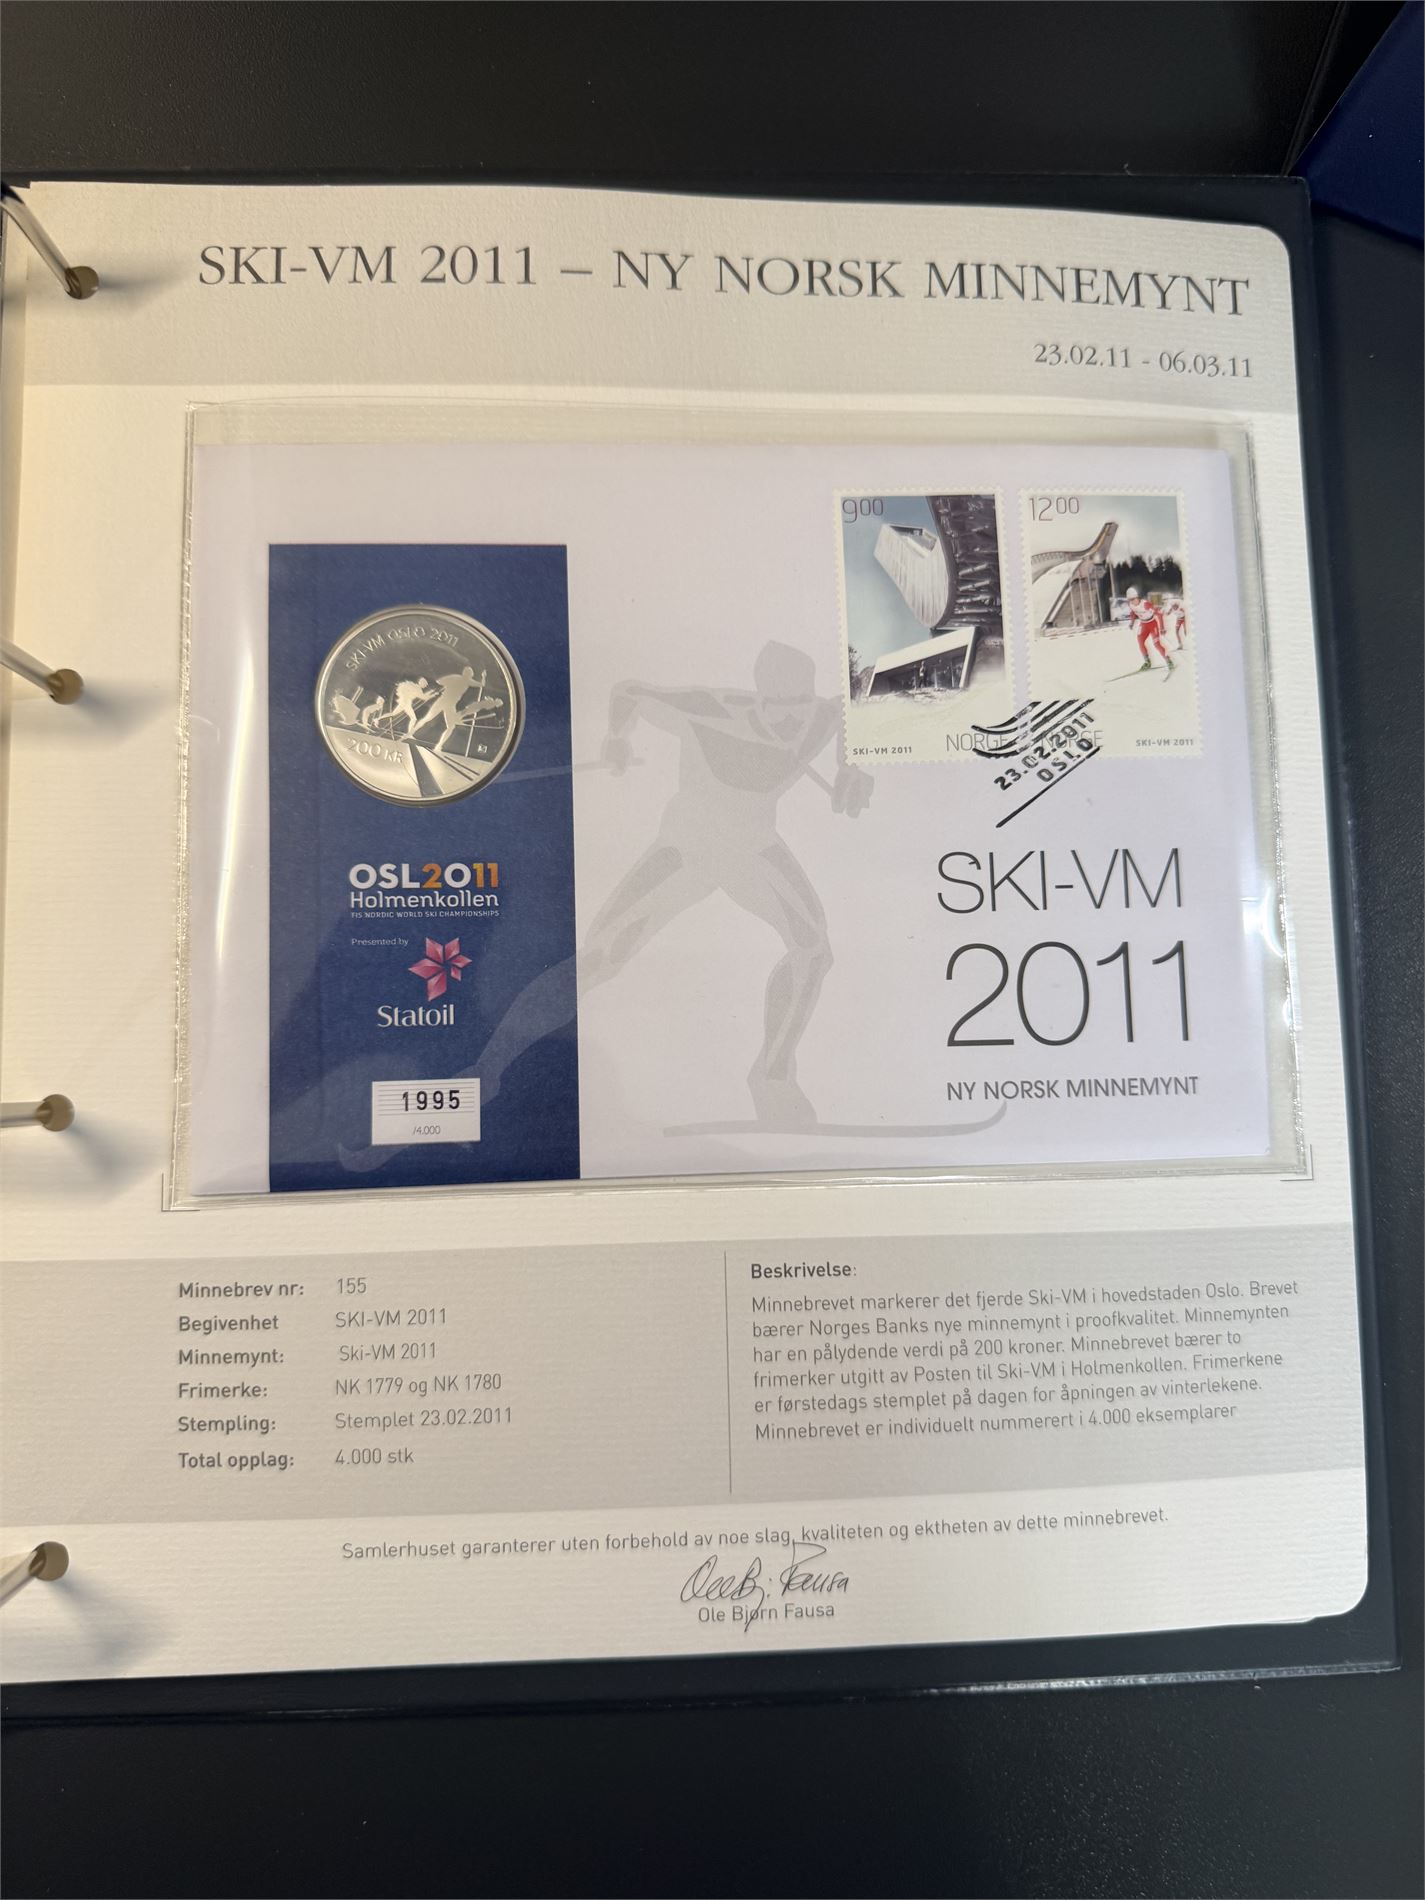 SKI-VM 2011 – NY NORSK MINNEMYNT
23.02.11 - 06.03.11
SKI-VM OSLO 2011
200 KR
OSL2011
Holmenkollen
FIS NORDIC WORLD SKI CHAMPIONSHIPS
Presented by
Statoil
1995
/4.000
900
1200
SKI-VM 2011
NORGE
NORGE
SKI-VM 2011
23.02.2011
OSLO
SKI-VM
2011
NY NORSK MINNEMYNT
Minnebrev nr: 155
Begivenhet SKI-VM 2011
Minnemynt: Ski-VM 2011
Frimerke: NK 1779 og NK 1780
Stempling: Stemplet 23.02.2011
Total opplag: 4.000 stk
Beskrivelse:
Minnebrevet markerer det fjerde Ski-VM i hovedstaden Oslo. Brevet
bærer Norges Banks nye minnemynt i proofkvalitet. Minnemynten
har en pålydende verdi på 200 kroner. Minnebrevet bærer to
frimerker utgitt av Posten til Ski-VM i Holmenkollen. Frimerkene
er førstedags stemplet på dagen for åpningen av vinterlekene.
Minnebrevet er individuelt nummerert i 4.000 eksemplarer
Samlerhuset garanterer uten forbehold av noe slag, kvaliteten og ektheten av dette minnebrevet.
Ole Bj. Fausa
Ole Bjørn Fausa